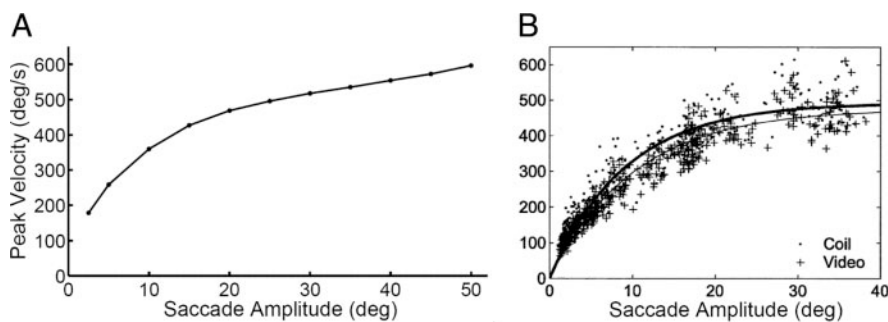 A
Peak Velocity (deg/s)
600
500
400
300
200
100
0
0 10 20 30 40 50
Saccade Amplitude (deg)
B
600
500
400
300
200
100
0
Coil
Video
0 10 20 30 40
Saccade Amplitude (deg)